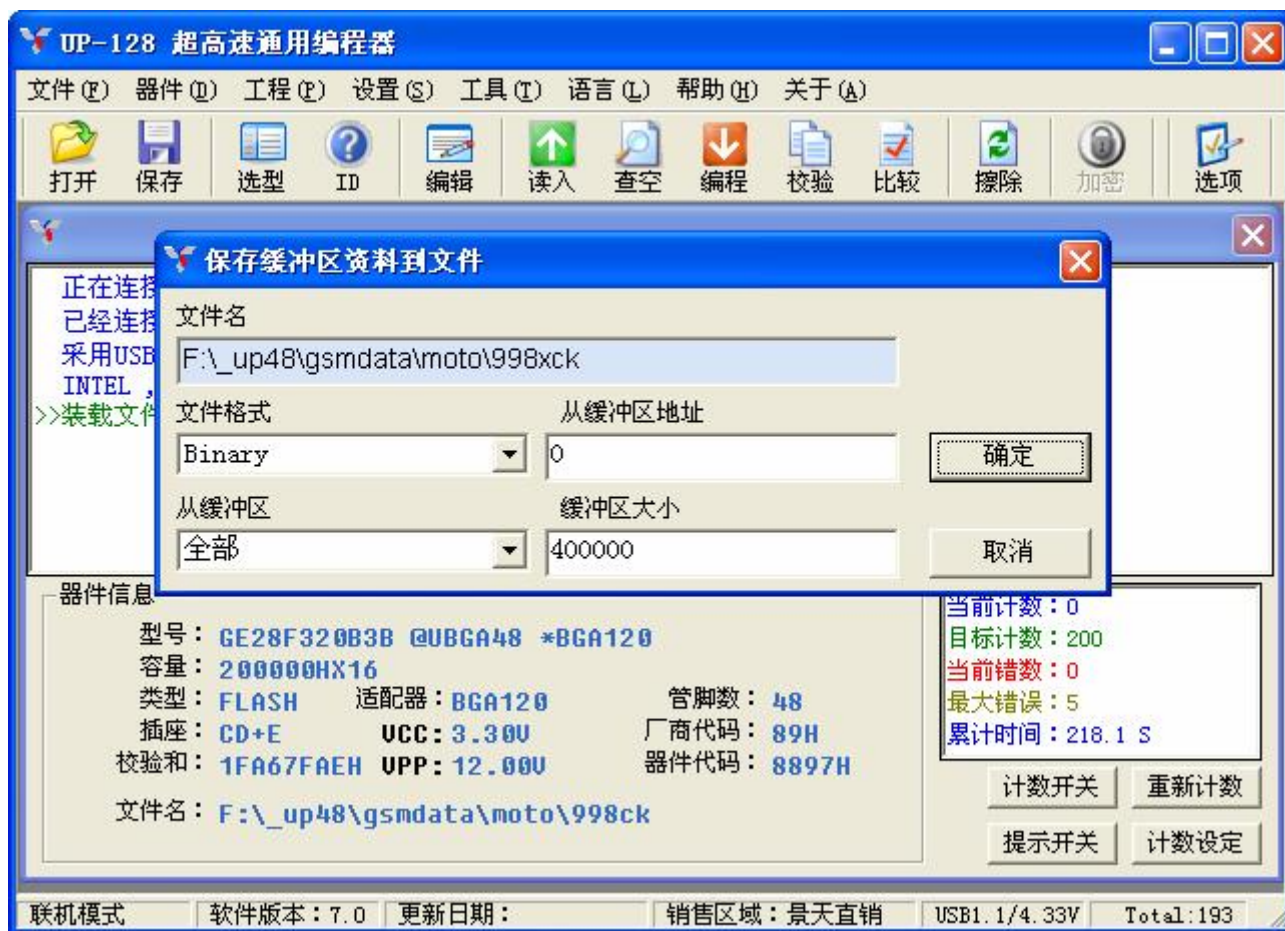 UP-128 超高速通用编程器
文件(F) 器件(D) 工程(P) 设置(S) 工具(T) 语言(L) 帮助(H) 关于(A)
打开 保存 选型 ID 编辑 读入 查空 编程 校验 比较 擦除 加密 选项
保存缓冲区资料到文件
正在连接
已经连接
采用USB
INTEL ,
>>装载文件
文件名
F:\_up48\gsmdata\moto\998xck
文件格式 从缓冲区地址
Binary 0 确定
从缓冲区 缓冲区大小
全部 400000 取消
器件信息
型号: GE28F320B3B @UBGA48 *BGA120
容量: 200000HX16
类型: FLASH 适配器: BGA120 管脚数: 48
插座: CD+E VCC: 3.30V 厂商代码: 89H
校验和: 1FA67FAEH VPP: 12.00V 器件代码: 8897H
文件名: F:\_up48\gsmdata\moto\998ck
当前计数:0
目标计数:200
当前错数:0
最大错误:5
累计时间:218.1 S
计数开关 重新计数
提示开关 计数设定
联机模式 软件版本:7.0 更新日期: 销售区域:景天直销 USB1.1/4.33V Total:193